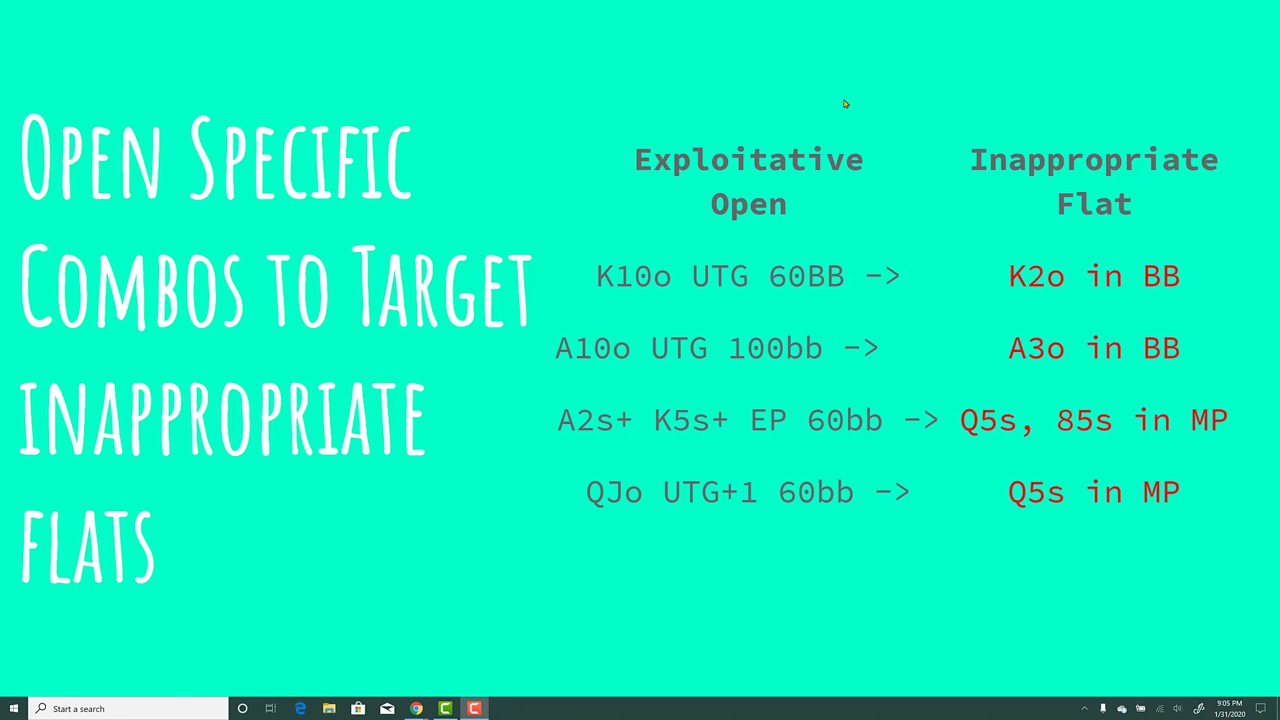 Open Specific
Combos to Target
inappropriate
flats
Exploitative
Open
Inappropriate
Flat
K10o UTG 60BB -> K2o in BB
A10o UTG 100bb -> A3o in BB
A2s+ K5s+ EP 60bb -> Q5s, 85s in MP
QJo UTG+1 60bb -> Q5s in MP
Start a search
9:05 PM
1/31/2020